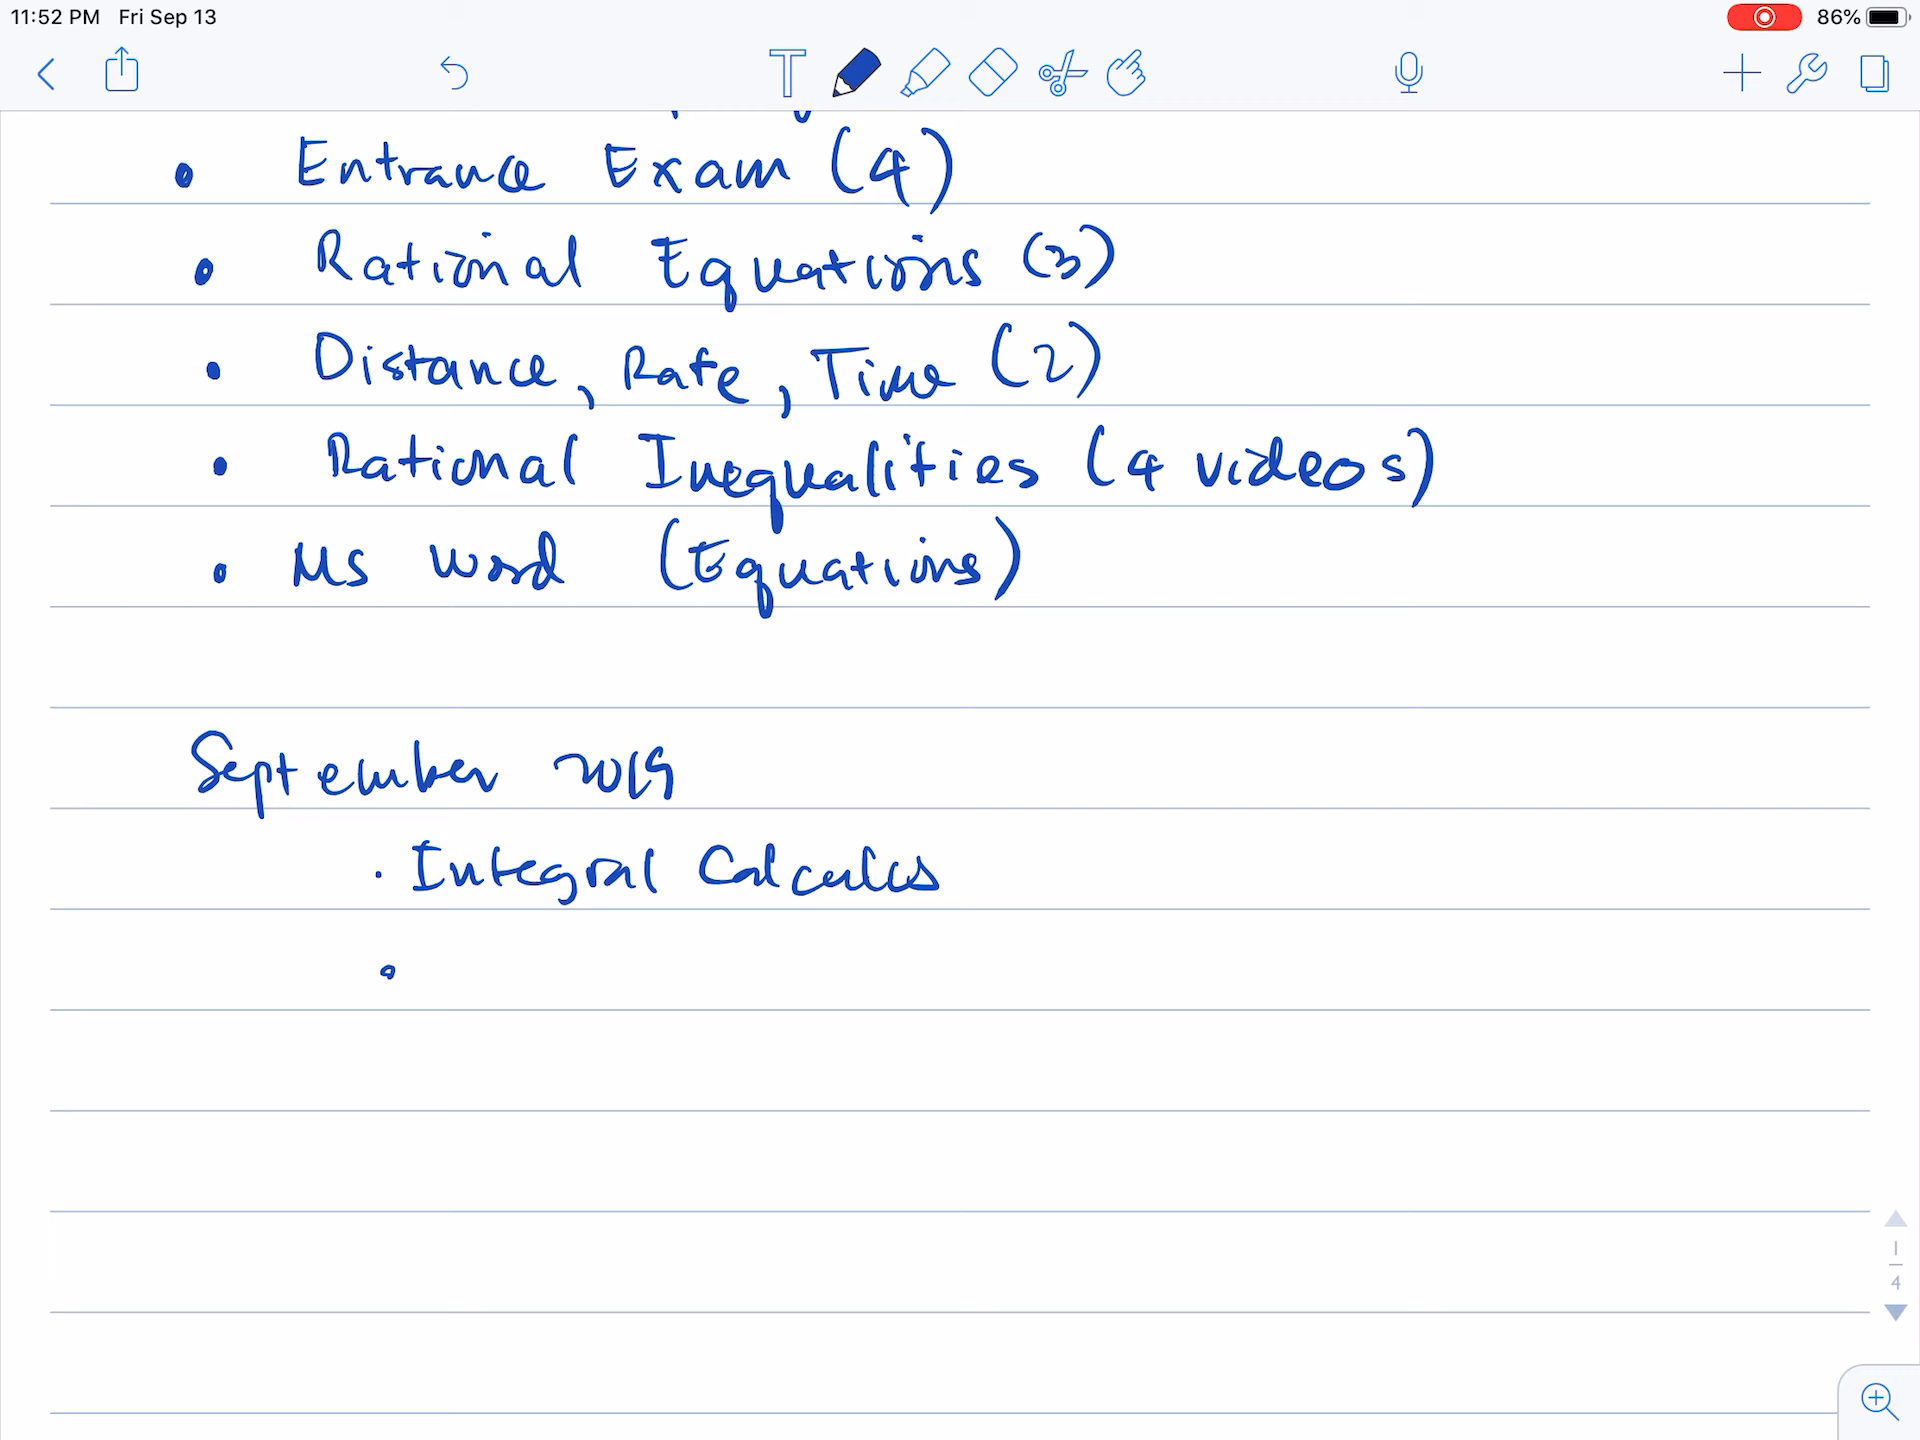 11:52 PM Fri Sep 13
86%
• Entrance Exam (4)
• Rational Equations (3)
• Distance, Rate, Time (2)
• Rational Inequalities (4 videos)
• MS Word (Equations)
September 2019
• Integral Calculus
•
1
4